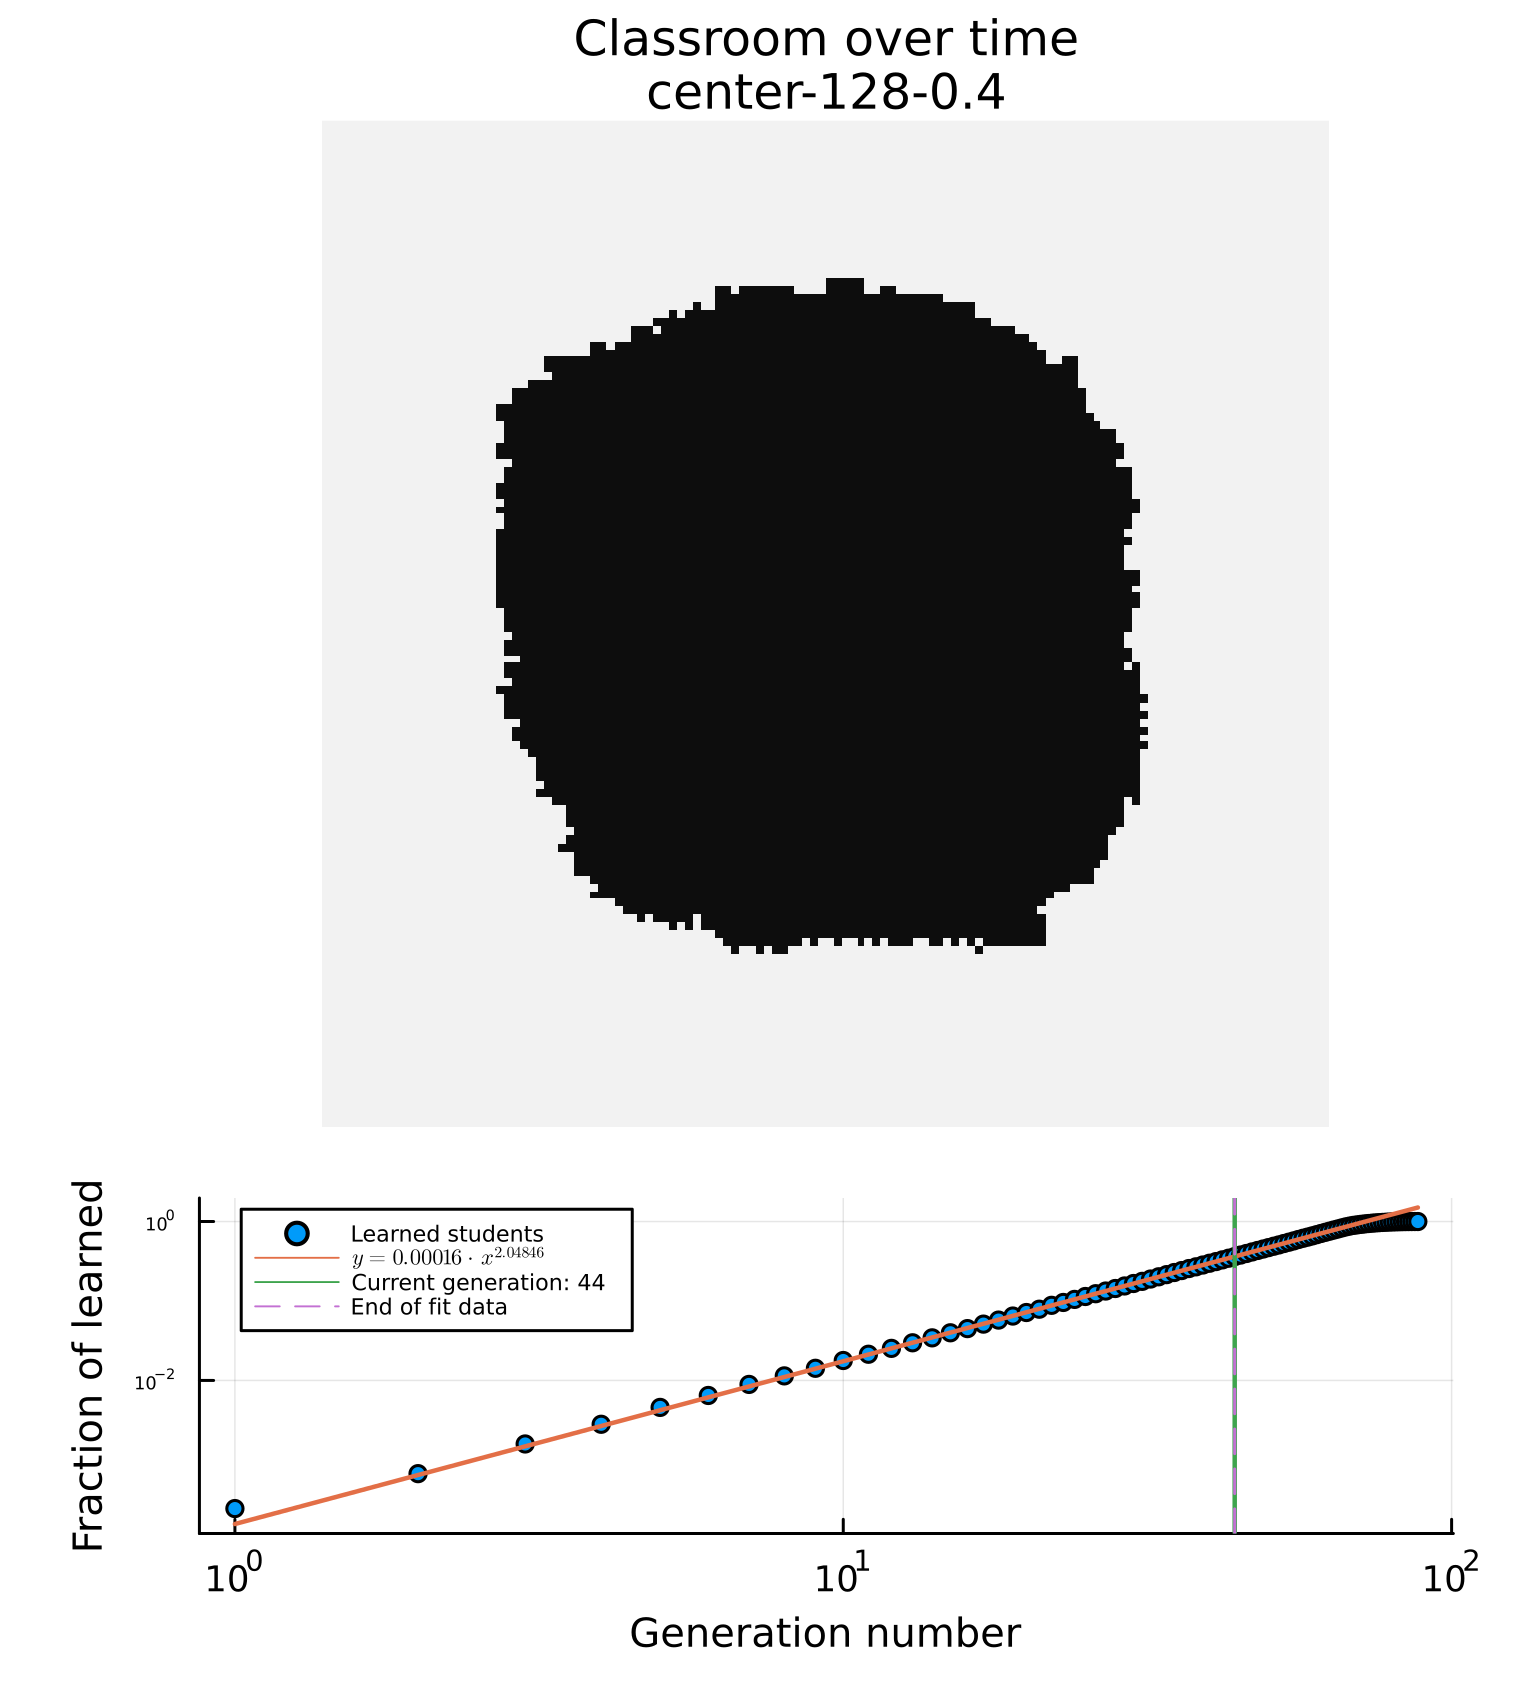 Classroom over time
center-128-0.4
Fraction of learned
10⁰
10⁻²
Learned students
y = 0.00016 · x^2.04846
Current generation: 44
End of fit data
10⁰ 10¹ 10²
Generation number